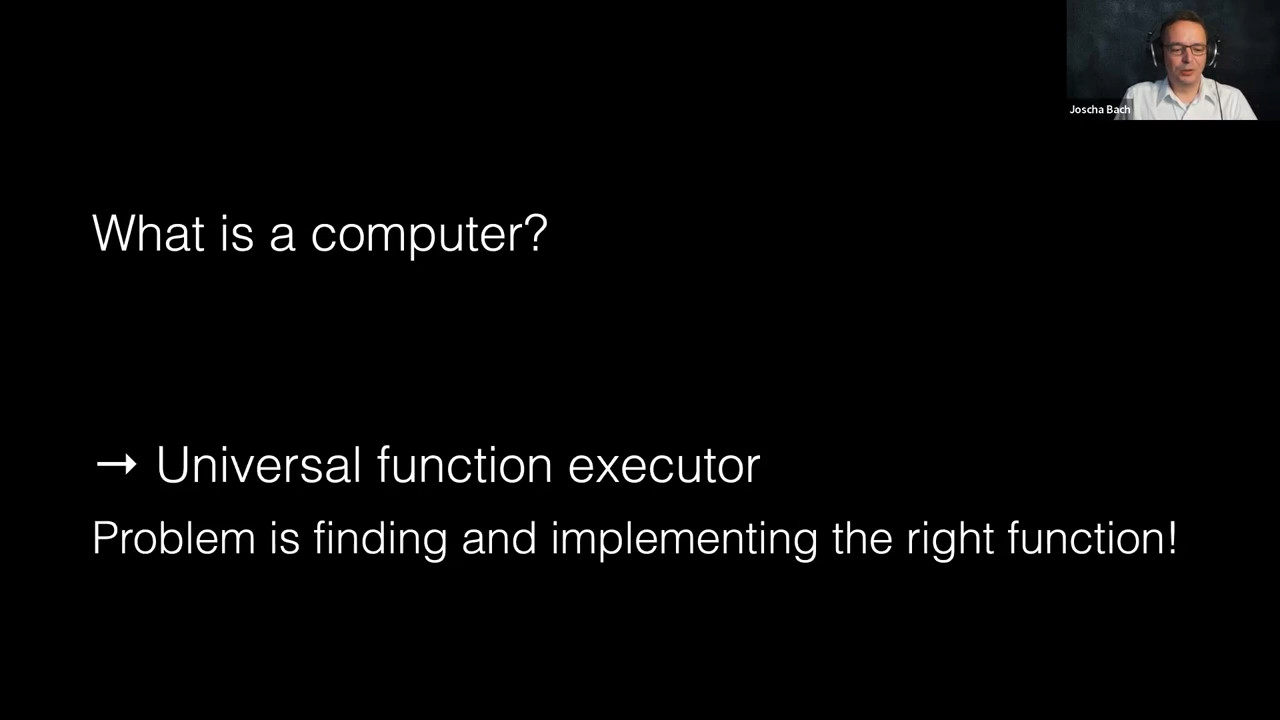 Joscha Bach
What is a computer?
→ Universal function executor
Problem is finding and implementing the right function!